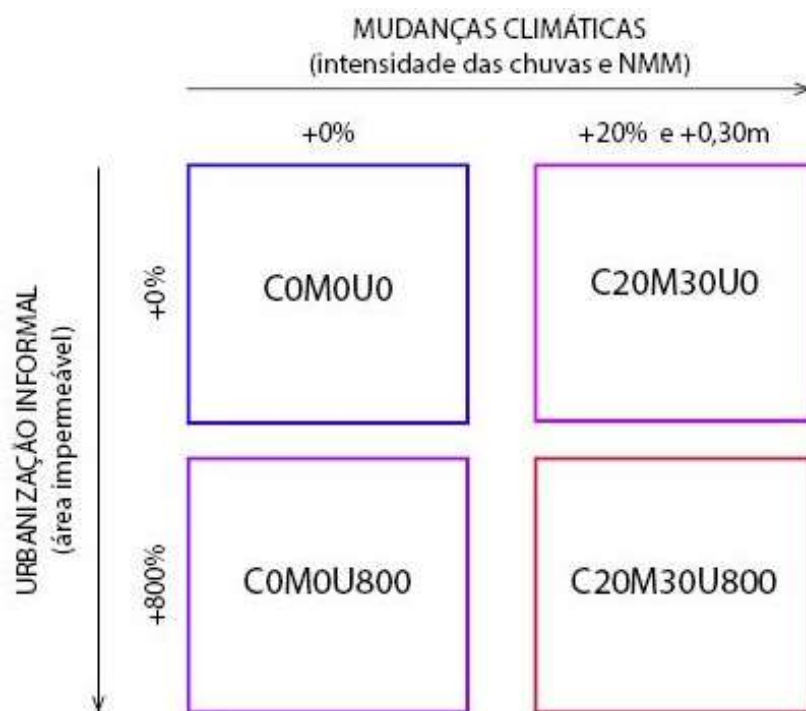 MUDANÇAS CLIMÁTICAS
(intensidade das chuvas e NMM)
+0%
+20% e +0,30m
URBANIZAÇÃO INFORMAL
(área impermeável)
+0%
C0M0U0
C20M30U0
+800%
C0M0U800
C20M30U800